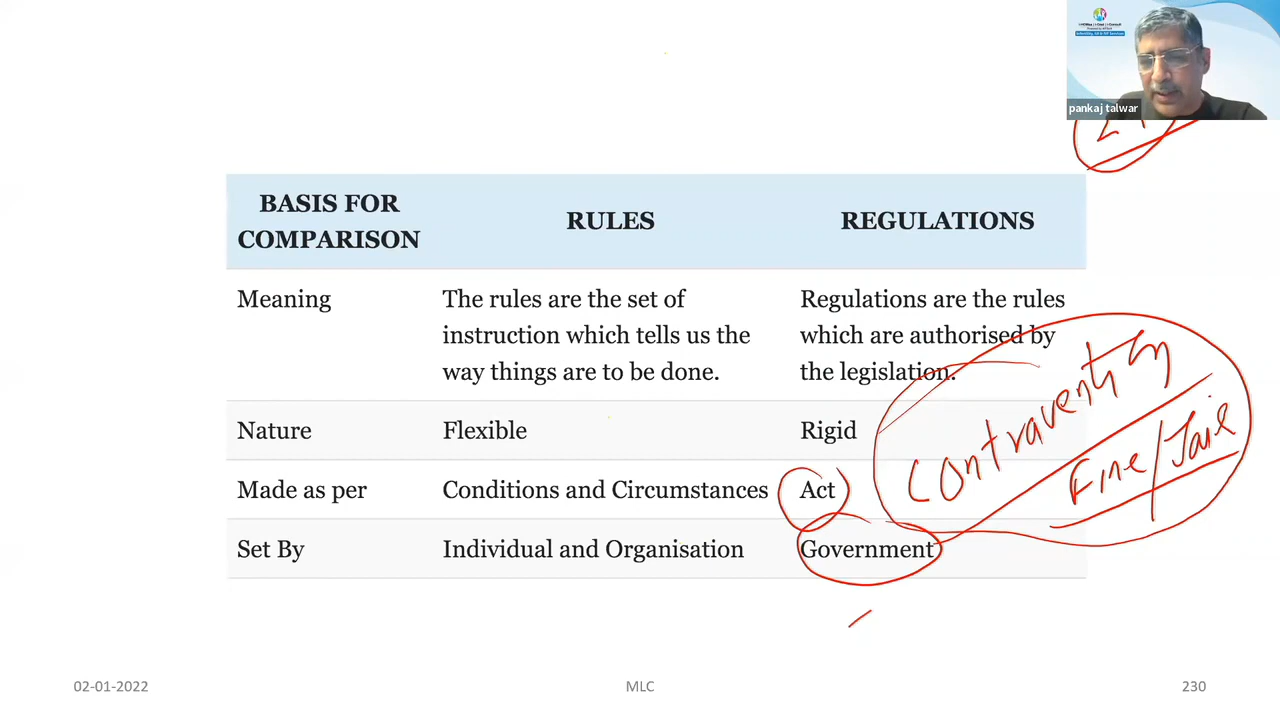 pankaj talwar
BASIS FOR
COMPARISON
RULES
REGULATIONS
Meaning
The rules are the set of
instruction which tells us the
way things are to be done.
Regulations are the rules
which are authorised by
the legislation.
Nature
Flexible
Rigid
Made as per
Conditions and Circumstances
Act
Set By
Individual and Organisation
Government
Contravention
Fine/Jail
02-01-2022
MLC
230